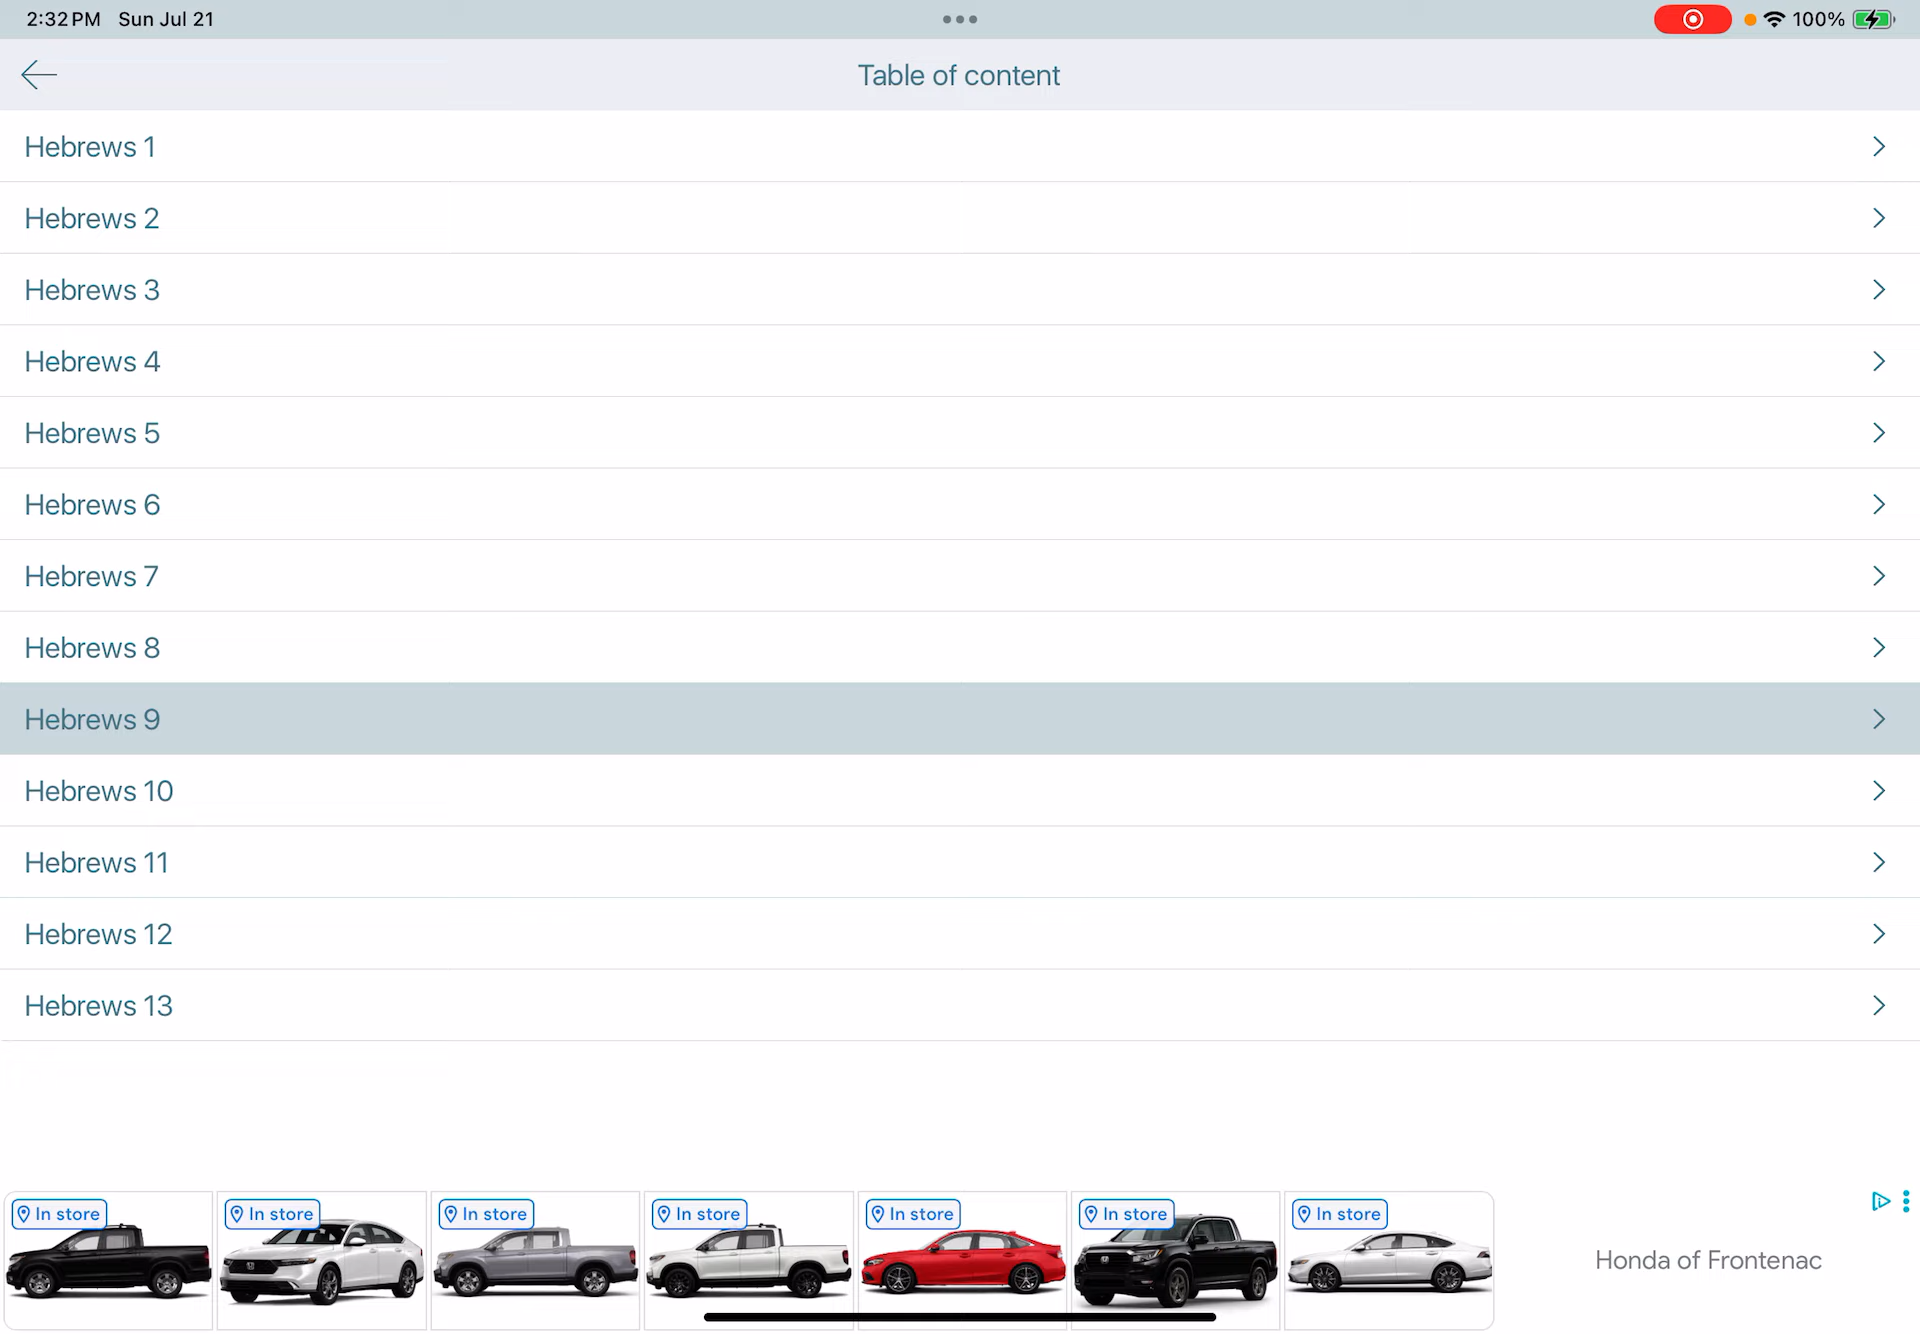 2:32 PM Sun Jul 21
100%
Table of content
Hebrews 1
Hebrews 2
Hebrews 3
Hebrews 4
Hebrews 5
Hebrews 6
Hebrews 7
Hebrews 8
Hebrews 9
Hebrews 10
Hebrews 11
Hebrews 12
Hebrews 13
In store
In store
In store
In store
In store
In store
In store
Honda of Frontenac